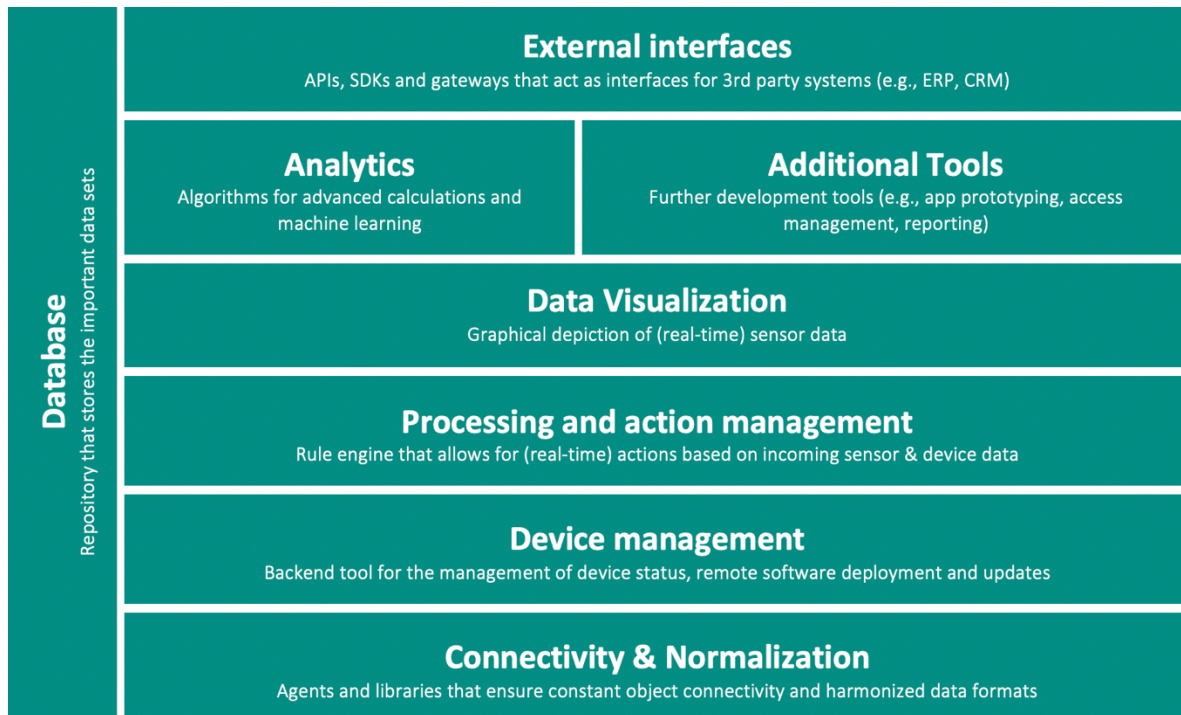 Database
Repository that stores the important data sets
External interfaces
APIs, SDKs and gateways that act as interfaces for 3rd party systems (e.g., ERP, CRM)
Analytics
Algorithms for advanced calculations and
machine learning
Additional Tools
Further development tools (e.g., app prototyping, access
management, reporting)
Data Visualization
Graphical depiction of (real-time) sensor data
Processing and action management
Rule engine that allows for (real-time) actions based on incoming sensor & device data
Device management
Backend tool for the management of device status, remote software deployment and updates
Connectivity & Normalization
Agents and libraries that ensure constant object connectivity and harmonized data formats